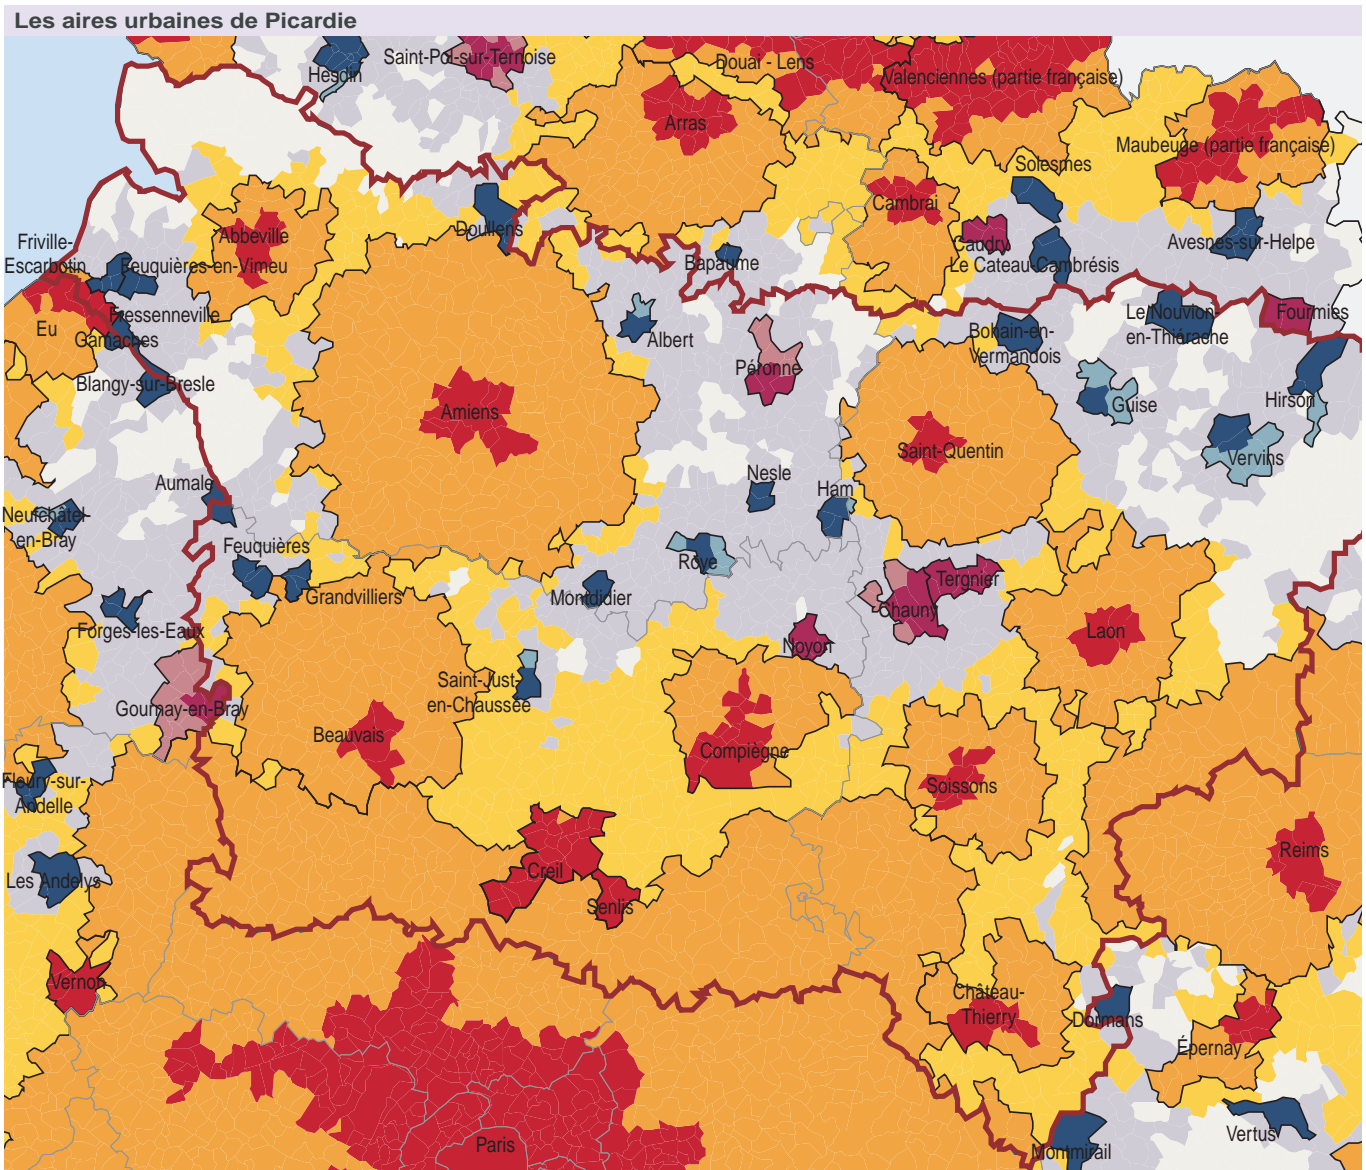 Les aires urbaines de Picardie
Hesdin
Saint-Pol-sur-Ternoise
Douai - Lens
Valenciennes (partie française)
Arras
Maubeuge (partie française)
Solesmes
Cambrai
Caudry
Le Cateau-Cambrésis
Avesnes-sur-Helpe
Doullens
Bapaume
Abbeville
Friville-
Escarbotin
Feuquières-en-Vimeu
Fressenneville
Eu
Gamaches
Blangy-sur-Bresle
Albert
Péronne
Bohain-en-
Vermandois
Le Nouvion-
en-Thiérache
Fourmies
Amiens
Saint-Quentin
Guise
Hirson
Vervins
Aumale
Nesle
Ham
Neufchâtel-
en-Bray
Feuquières
Grandvilliers
Roye
Montdidier
Tergnier
Chauny
Forges-les-Eaux
Noyon
Laon
Gournay-en-Bray
Saint-Just-
en-Chaussée
Beauvais
Compiègne
Soissons
Fleury-sur-
Andelle
Reims
Les Andelys
Creil
Senlis
Vernon
Château-
Thierry
Dormans
Épernay
Paris
Montmirail
Vertus